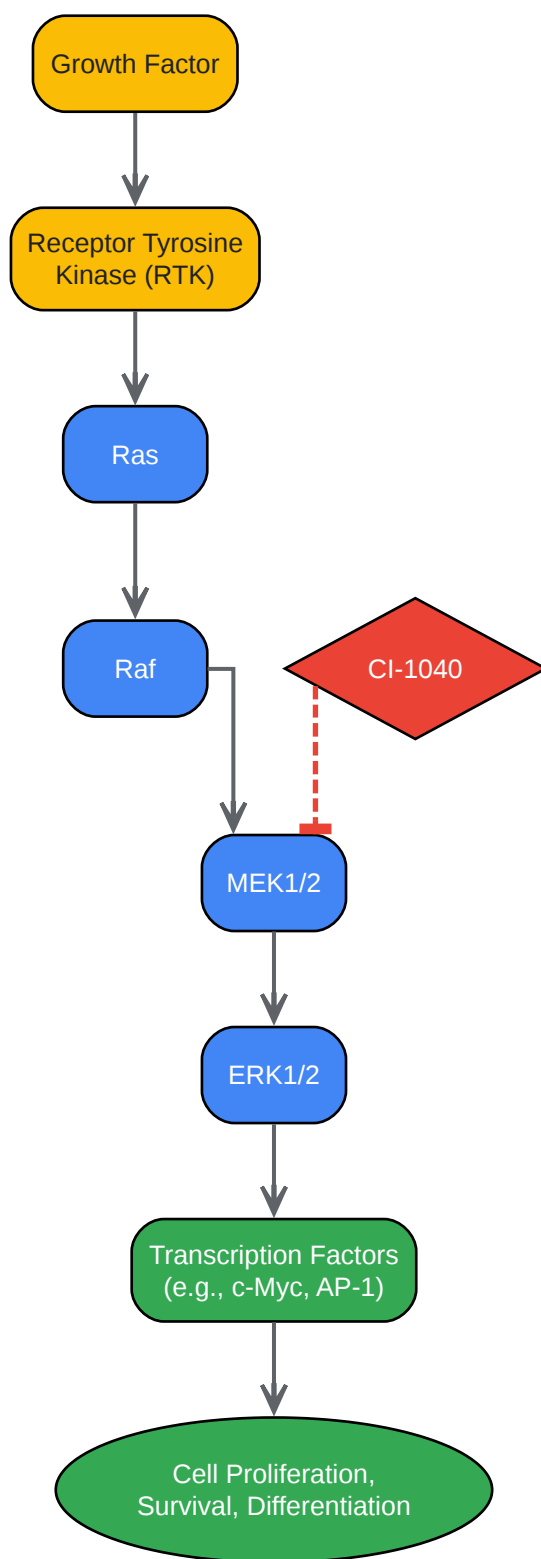 Growth Factor
Receptor Tyrosine
Kinase (RTK)
Ras
Raf
CI-1040
MEK1/2
ERK1/2
Transcription Factors
(e.g., c-Myc, AP-1)
Cell Proliferation,
Survival, Differentiation